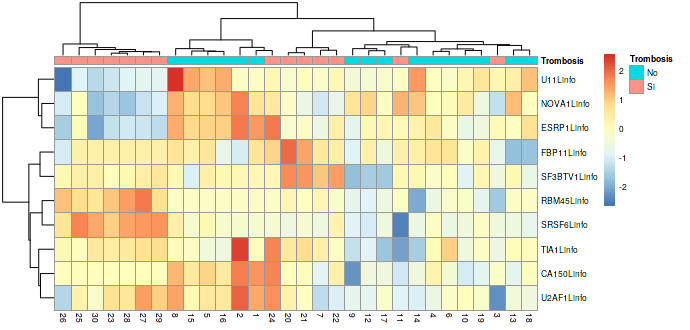 Trombosis
U11LInfo
NOVA1Linfo
ESRP1Linfo
FBP11Linfo
SF3BTV1Linfo
RBM45Linfo
SRSF6Linfo
TIA1Linfo
CA150Linfo
U2AF1Linfo
26 25 30 23 28 27 29 8 15 5 16 2 1 24 20 21 7 22 9 12 17 11 14 4 6 10 19 3 13 18
2
1
0
-1
-2
Trombosis
No
Si